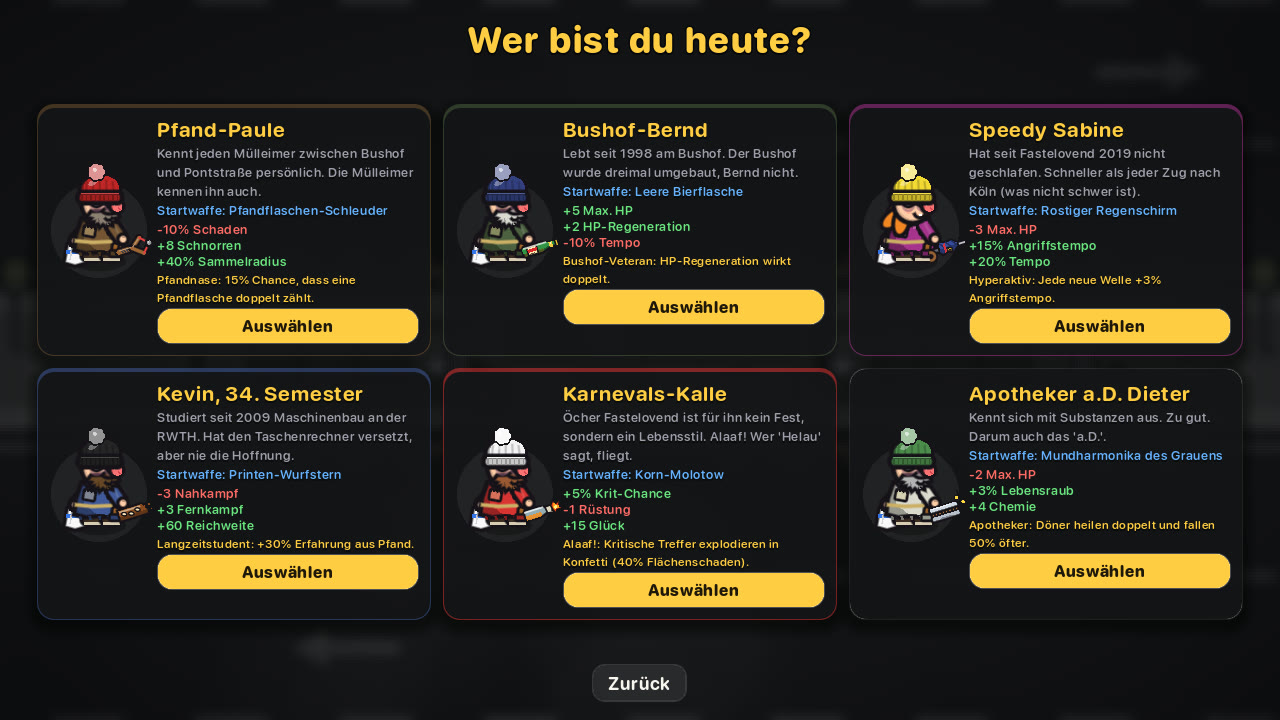 Wer bist du heute?
Pfand-Paule
Kennt jeden Mülleimer zwischen Bushof
und Pontstraße persönlich. Die Mülleimer
kennen ihn auch.
Startwaffe: Pfandflaschen-Schleuder
-10% Schaden
+8 Schnorren
+40% Sammelradius
Pfandnase: 15% Chance, dass eine
Pfandflasche doppelt zählt.
Auswählen
Bushof-Bernd
Lebt seit 1998 am Bushof. Der Bushof
wurde dreimal umgebaut, Bernd nicht.
Startwaffe: Leere Bierflasche
+5 Max. HP
+2 HP-Regeneration
-10% Tempo
Bushof-Veteran: HP-Regeneration wirkt
doppelt.
Auswählen
Speedy Sabine
Hat seit Fastelovend 2019 nicht
geschlafen. Schneller als jeder Zug nach
Köln (was nicht schwer ist).
Startwaffe: Rostiger Regenschirm
-3 Max. HP
+15% Angriffstempo
+20% Tempo
Hyperaktiv: Jede neue Welle +3%
Angriffstempo.
Auswählen
Kevin, 34. Semester
Studiert seit 2009 Maschinenbau an der
RWTH. Hat den Taschenrechner versetzt,
aber nie die Hoffnung.
Startwaffe: Printen-Wurfstern
-3 Nahkampf
+3 Fernkampf
+60 Reichweite
Langzeitstudent: +30% Erfahrung aus Pfand.
Auswählen
Karnevals-Kalle
Öcher Fastelovend ist für ihn kein Fest,
sondern ein Lebensstil. Alaaf! Wer 'Helau'
sagt, fliegt.
Startwaffe: Korn-Molotow
+5% Krit-Chance
-1 Rüstung
+15 Glück
Alaaf!: Kritische Treffer explodieren in
Konfetti (40% Flächenschaden).
Auswählen
Apotheker a.D. Dieter
Kennt sich mit Substanzen aus. Zu gut.
Darum auch das 'a.D.'.
Startwaffe: Mundharmonika des Grauens
-2 Max. HP
+3% Lebensraub
+4 Chemie
Apotheker: Döner heilen doppelt und fallen
50% öfter.
Auswählen
Zurück